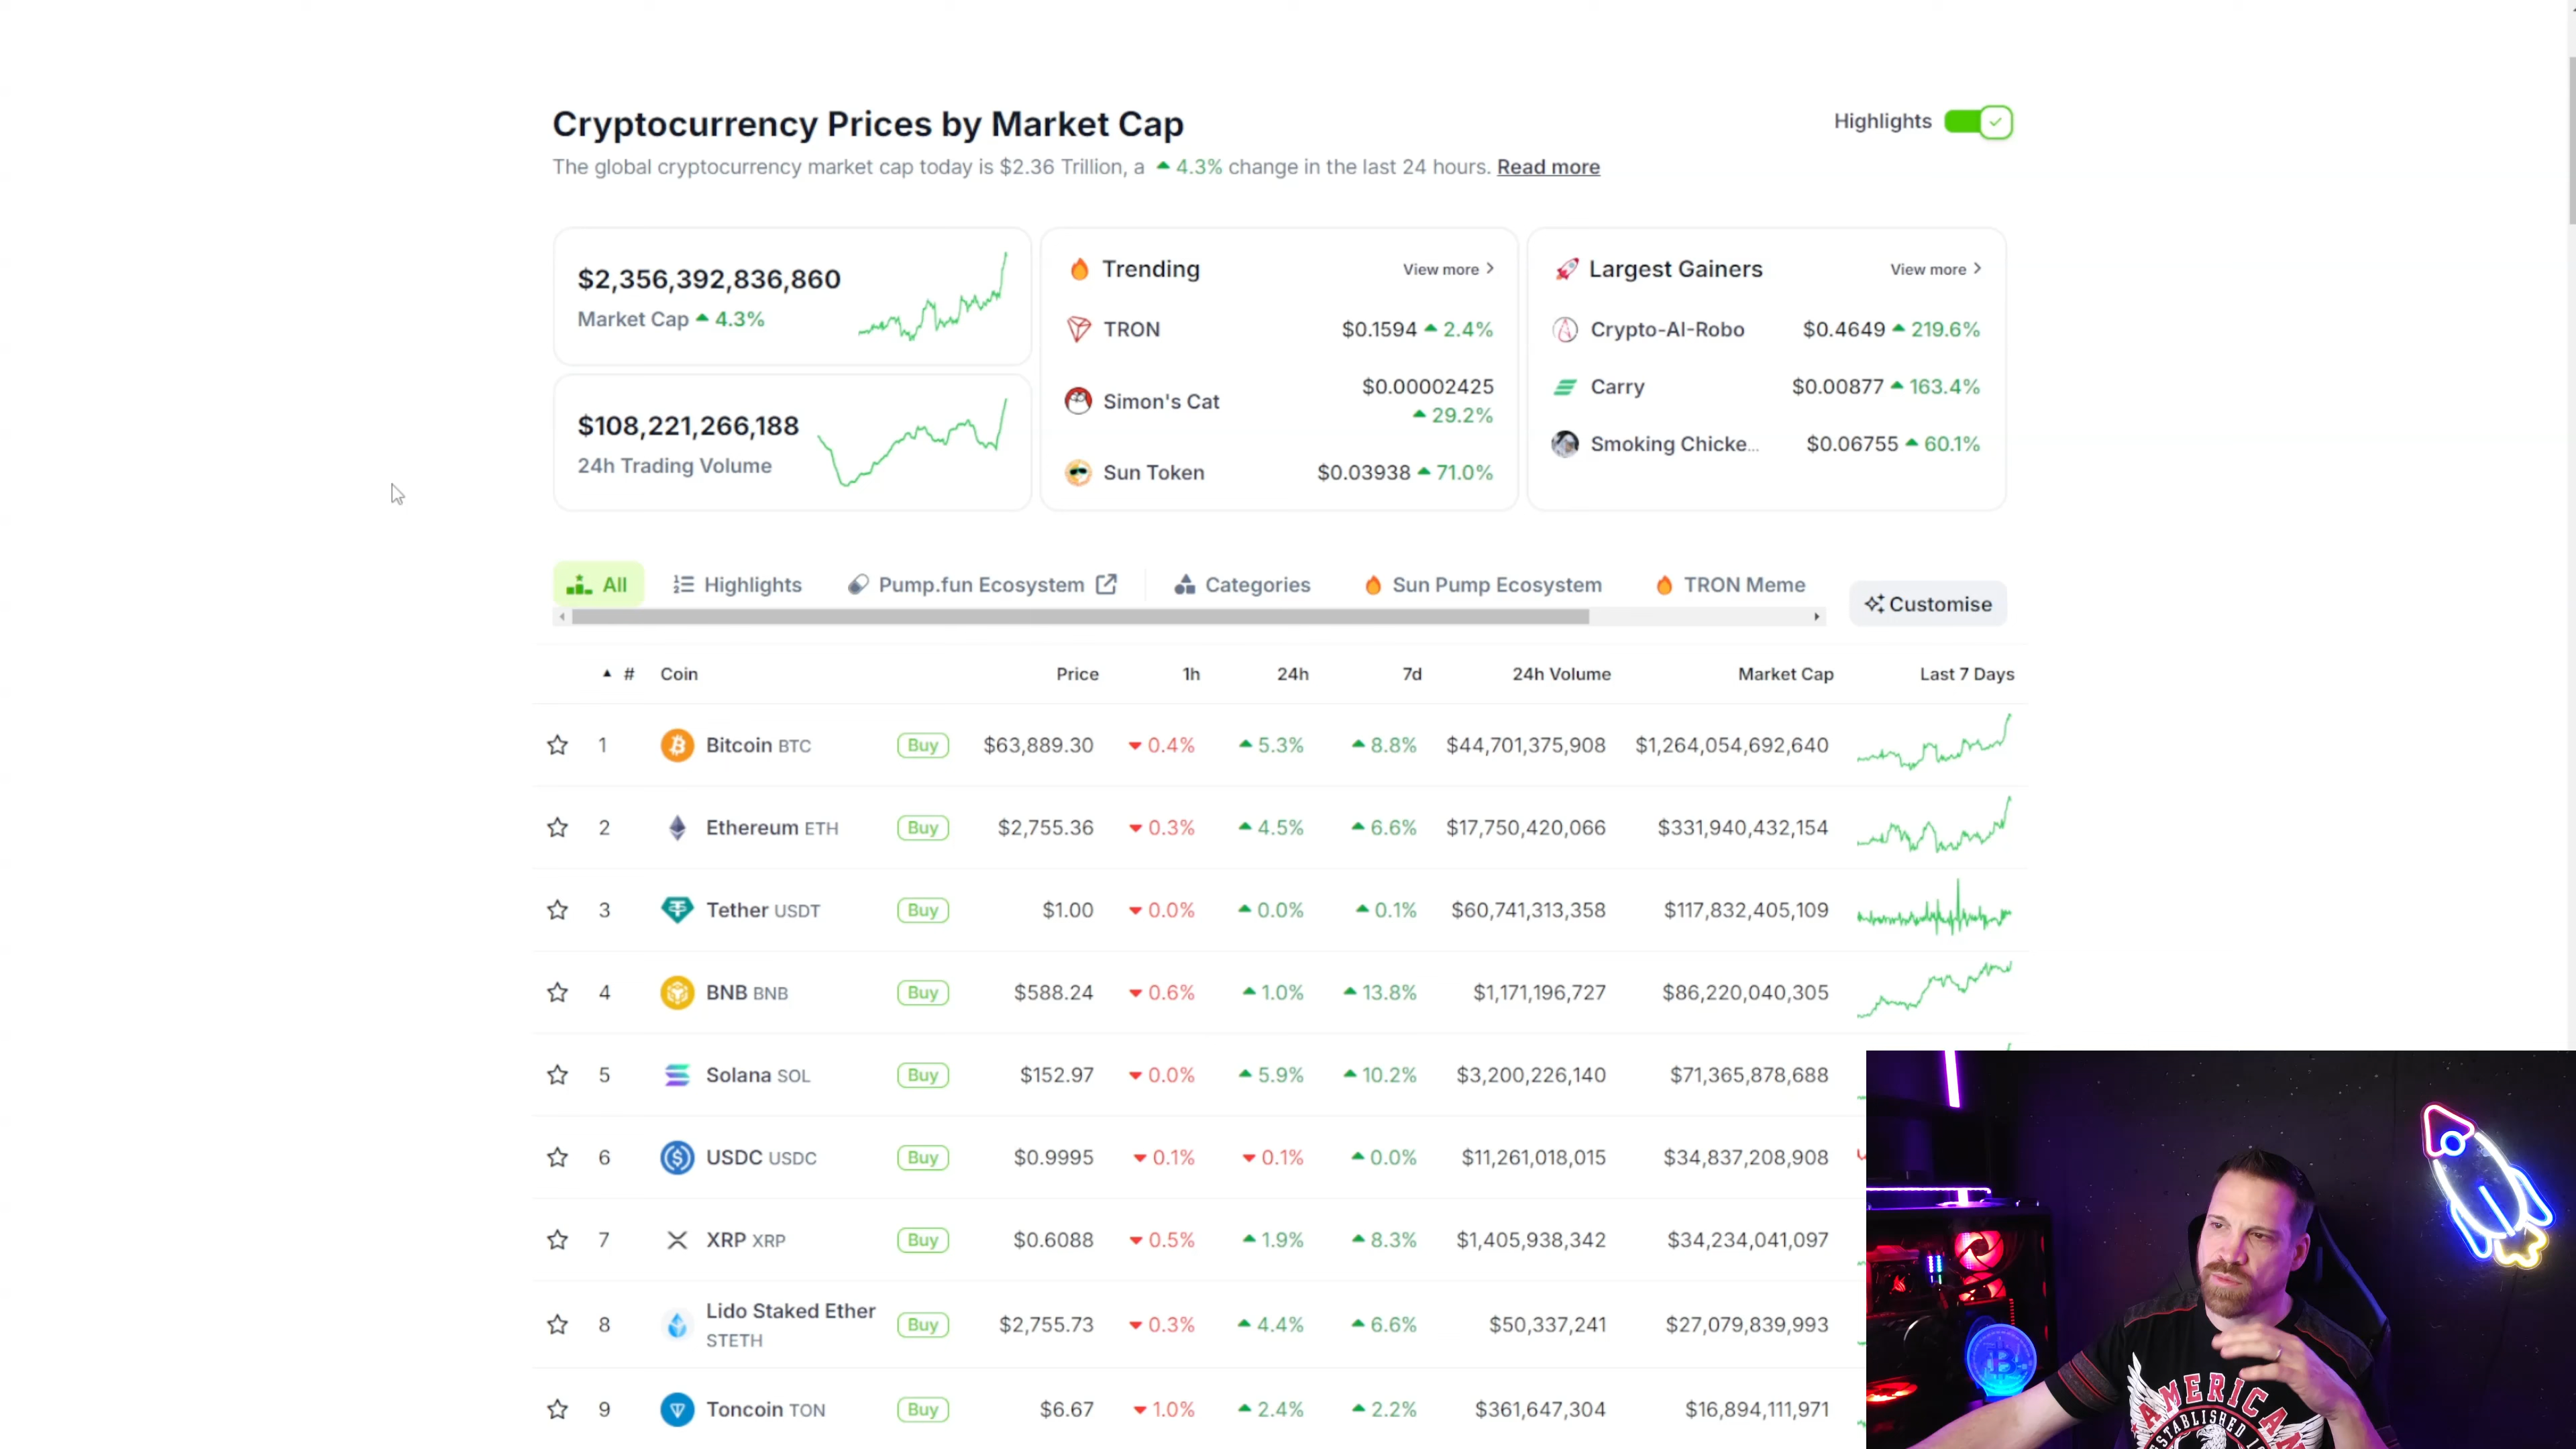 Cryptocurrency Prices by Market Cap
Highlights
The global cryptocurrency market cap today is $2.36 Trillion, a 4.3% change in the last 24 hours. Read more
$2,356,392,836,860
Market Cap 4.3%
$108,221,266,188
24h Trading Volume
Trending View more
TRON $0.1594 2.4%
Simon's Cat $0.00002425
29.2%
Sun Token $0.03938 71.0%
Largest Gainers View more
Crypto-AI-Robo $0.4649 219.6%
Carry $0.00877 163.4%
Smoking Chicke... $0.06755 60.1%
All Highlights Pump.fun Ecosystem Categories Sun Pump Ecosystem TRON Meme
Customise
# Coin Price 1h 24h 7d 24h Volume Market Cap Last 7 Days
1 Bitcoin BTC Buy $63,889.30 0.4% 5.3% 8.8% $44,701,375,908 $1,264,054,692,640
2 Ethereum ETH Buy $2,755.36 0.3% 4.5% 6.6% $17,750,420,066 $331,940,432,154
3 Tether USDT Buy $1.00 0.0% 0.0% 0.1% $60,741,313,358 $117,832,405,109
4 BNB BNB Buy $588.24 0.6% 1.0% 13.8% $1,171,196,727 $86,220,040,305
5 Solana SOL Buy $152.97 0.0% 5.9% 10.2% $3,200,226,140 $71,365,878,688
6 USDC USDC Buy $0.9995 0.1% 0.1% 0.0% $11,261,018,015 $34,837,208,908
7 XRP XRP Buy $0.6088 0.5% 1.9% 8.3% $1,405,938,342 $34,234,041,097
8 Lido Staked Ether
STETH Buy $2,755.73 0.3% 4.4% 6.6% $50,337,241 $27,079,839,993
9 Toncoin TON Buy $6.67 1.0% 2.4% 2.2% $361,647,304 $16,894,111,971
AMERICAN
ESTABLISHED